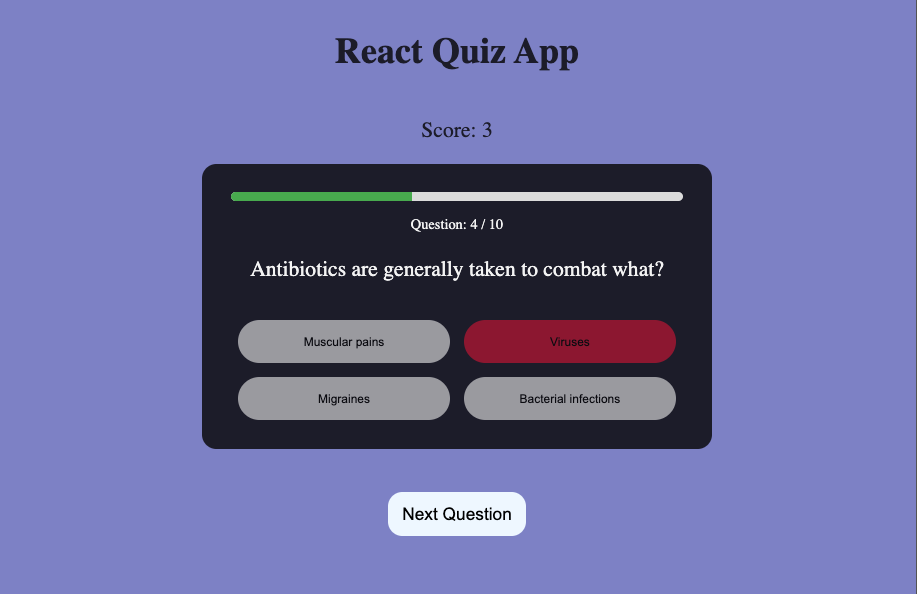 React Quiz App
Score: 3
Question: 4 / 10
Antibiotics are generally taken to combat what?
Muscular pains
Viruses
Migraines
Bacterial infections
Next Question